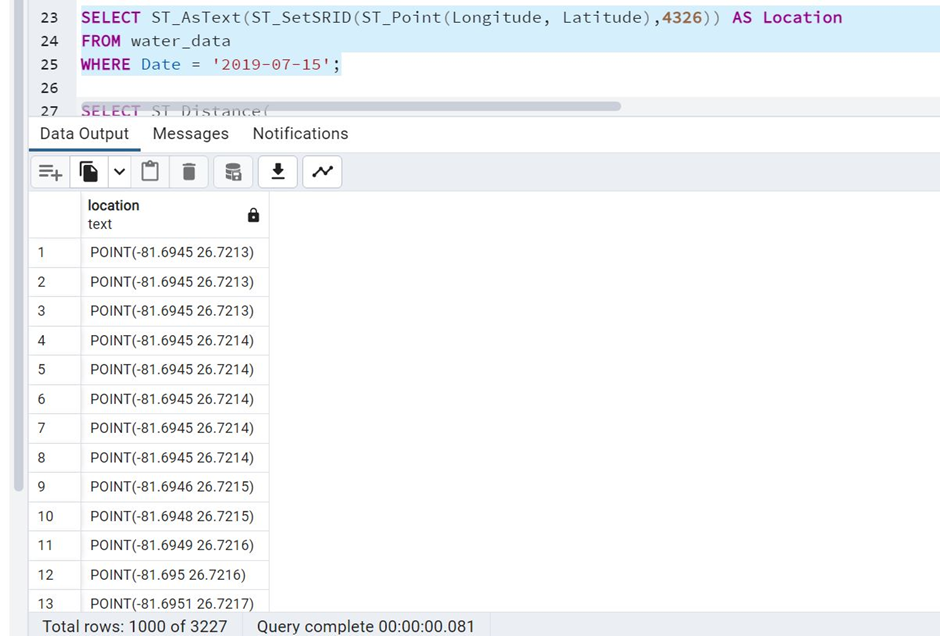 23 SELECT ST_AsText(ST_SetSRID(ST_Point(Longitude, Latitude),4326)) AS Location
24 FROM water_data
25 WHERE Date = '2019-07-15';
26
27 SELECT ST_Distance(
Data Output Messages Notifications
location
text
1 POINT(-81.6945 26.7213)
2 POINT(-81.6945 26.7213)
3 POINT(-81.6945 26.7213)
4 POINT(-81.6945 26.7214)
5 POINT(-81.6945 26.7214)
6 POINT(-81.6945 26.7214)
7 POINT(-81.6945 26.7214)
8 POINT(-81.6945 26.7214)
9 POINT(-81.6946 26.7215)
10 POINT(-81.6948 26.7215)
11 POINT(-81.6949 26.7216)
12 POINT(-81.695 26.7216)
13 POINT(-81.6951 26.7217)
Total rows: 1000 of 3227 Query complete 00:00:00.081